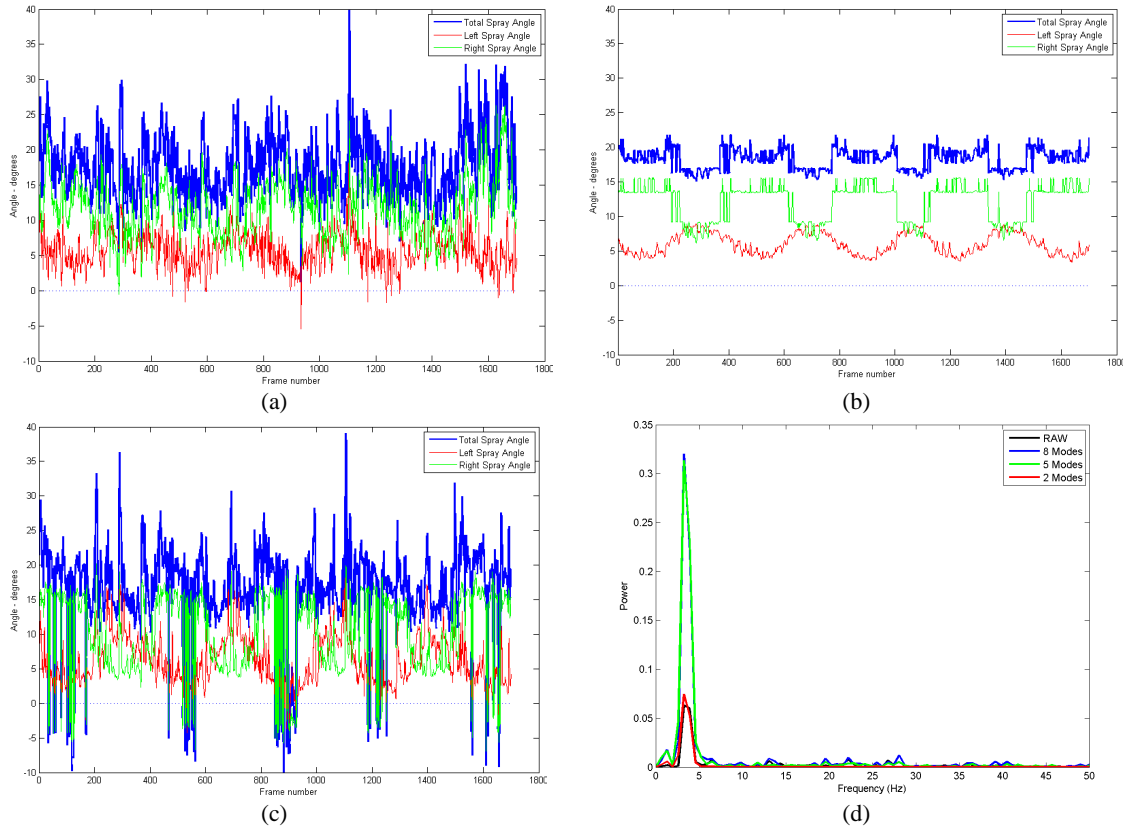 40
35
30
25
20
15
10
5
0
-5
-10
Angle - degrees
Total Spray Angle
Left Spray Angle
Right Spray Angle
0 200 400 600 800 1000 1200 1400 1600
Frame number
(a)
40
35
30
25
20
15
10
5
0
-5
-10
Angle - degrees
Total Spray Angle
Left Spray Angle
Right Spray Angle
0 200 400 600 800 1000 1200 1400 1600 1800
Frame number
(b)
40
35
30
25
20
15
10
5
0
-5
-10
Angle - degrees
Total Spray Angle
Left Spray Angle
Right Spray Angle
0 200 400 600 800 1000 1200 1400 1600
Frame number
(c)
0.35
0.3
0.25
0.2
0.15
0.1
0.05
0
Power
RAW
8 Modes
5 Modes
2 Modes
0 5 10 15 20 25 30 35 40 45 50
Frequency (Hz)
(d)